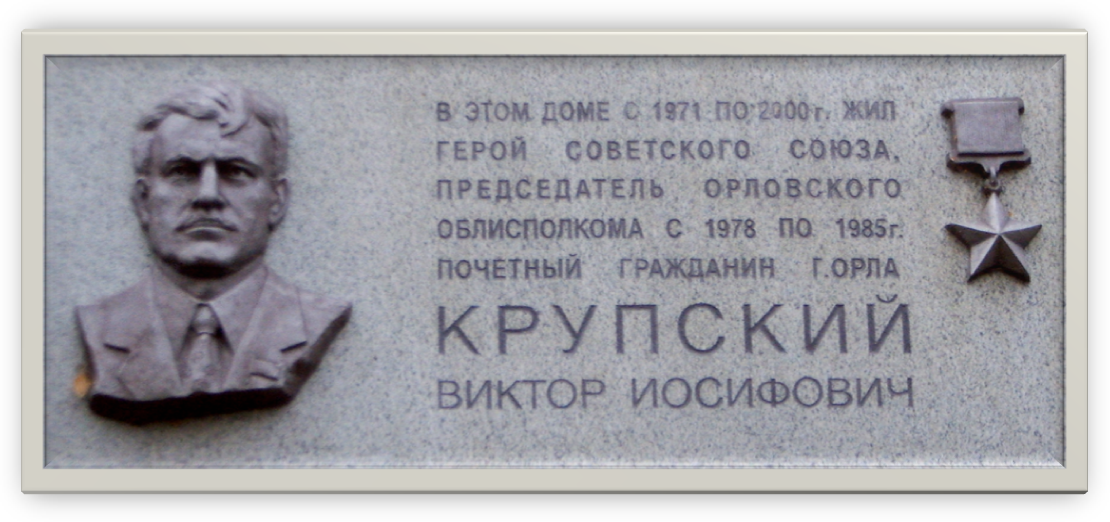 В ЭТОМ ДОМЕ С 1971 ПО 2000г. ЖИЛ
ГЕРОЙ СОВЕТСКОГО СОЮЗА,
ПРЕДСЕДАТЕЛЬ ОРЛОВСКОГО
ОБЛИСПОЛКОМА С 1978 ПО 1985г.
ПОЧЕТНЫЙ ГРАЖДАНИН Г.ОРЛА
КРУПСКИЙ
ВИКТОР ИОСИФОВИЧ